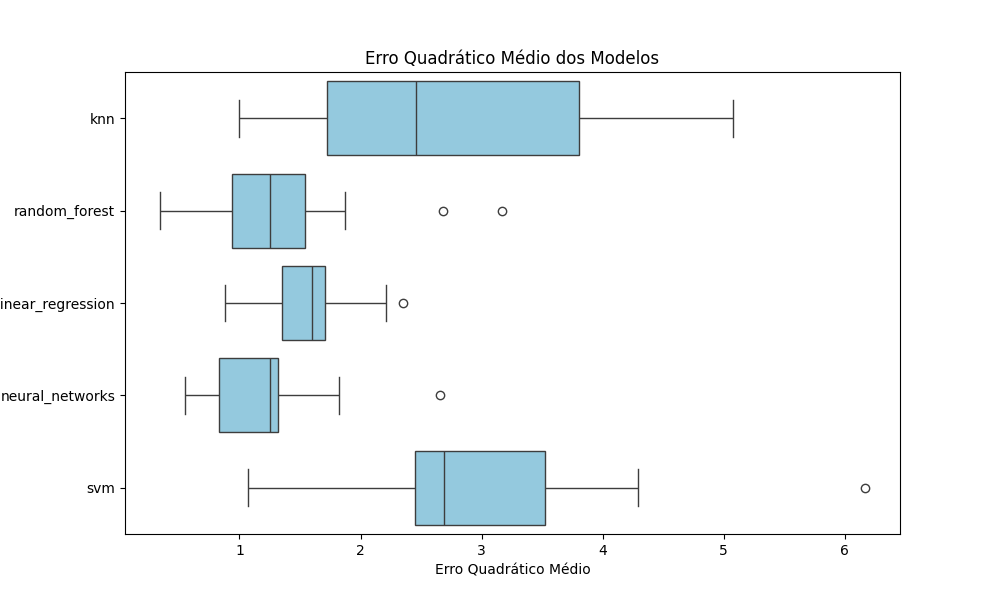 Erro Quadrático Médio dos Modelos
knn
random_forest
inear_regression
neural_networks
svm
1 2 3 4 5 6
Erro Quadrático Médio